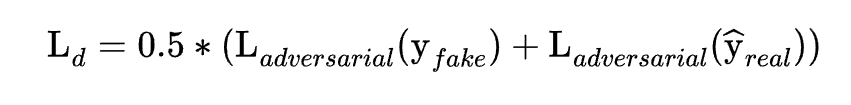 L_d = 0.5 * (L_adversarial(y_fake) + L_adversarial(ŷ_real))